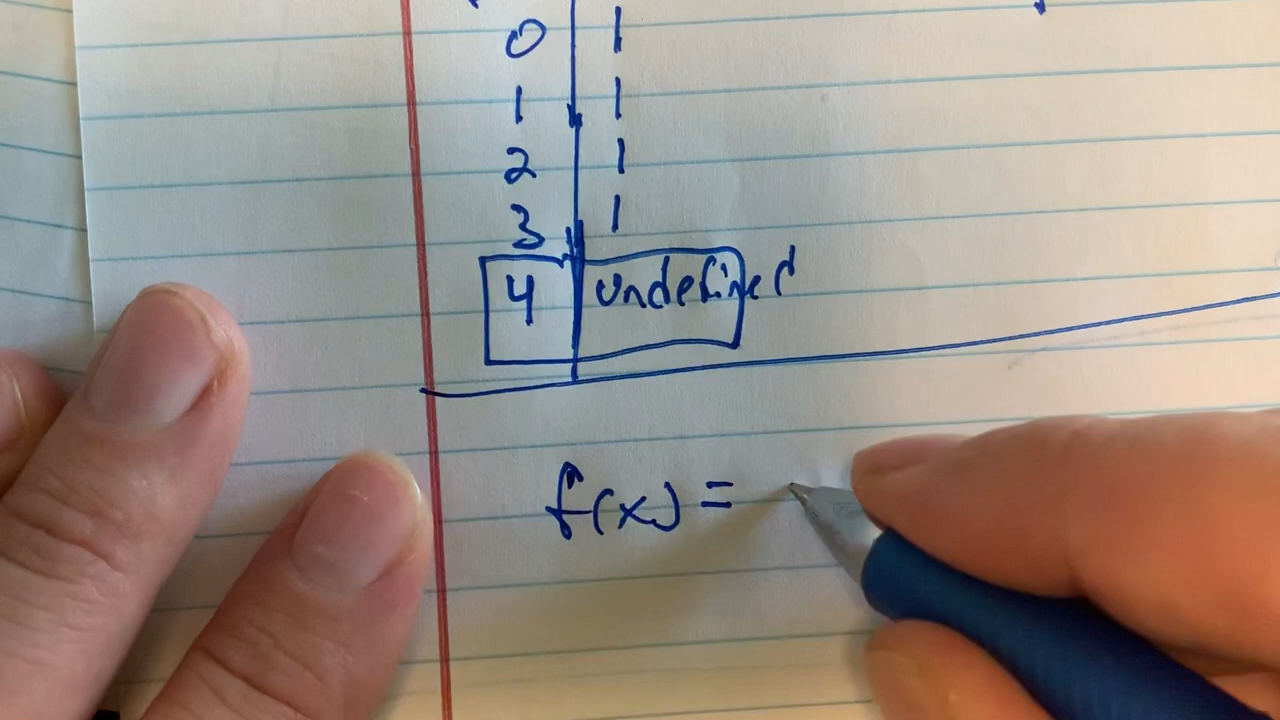 0 1
1 1
2 1
3 1
4 undefined
f(x) =